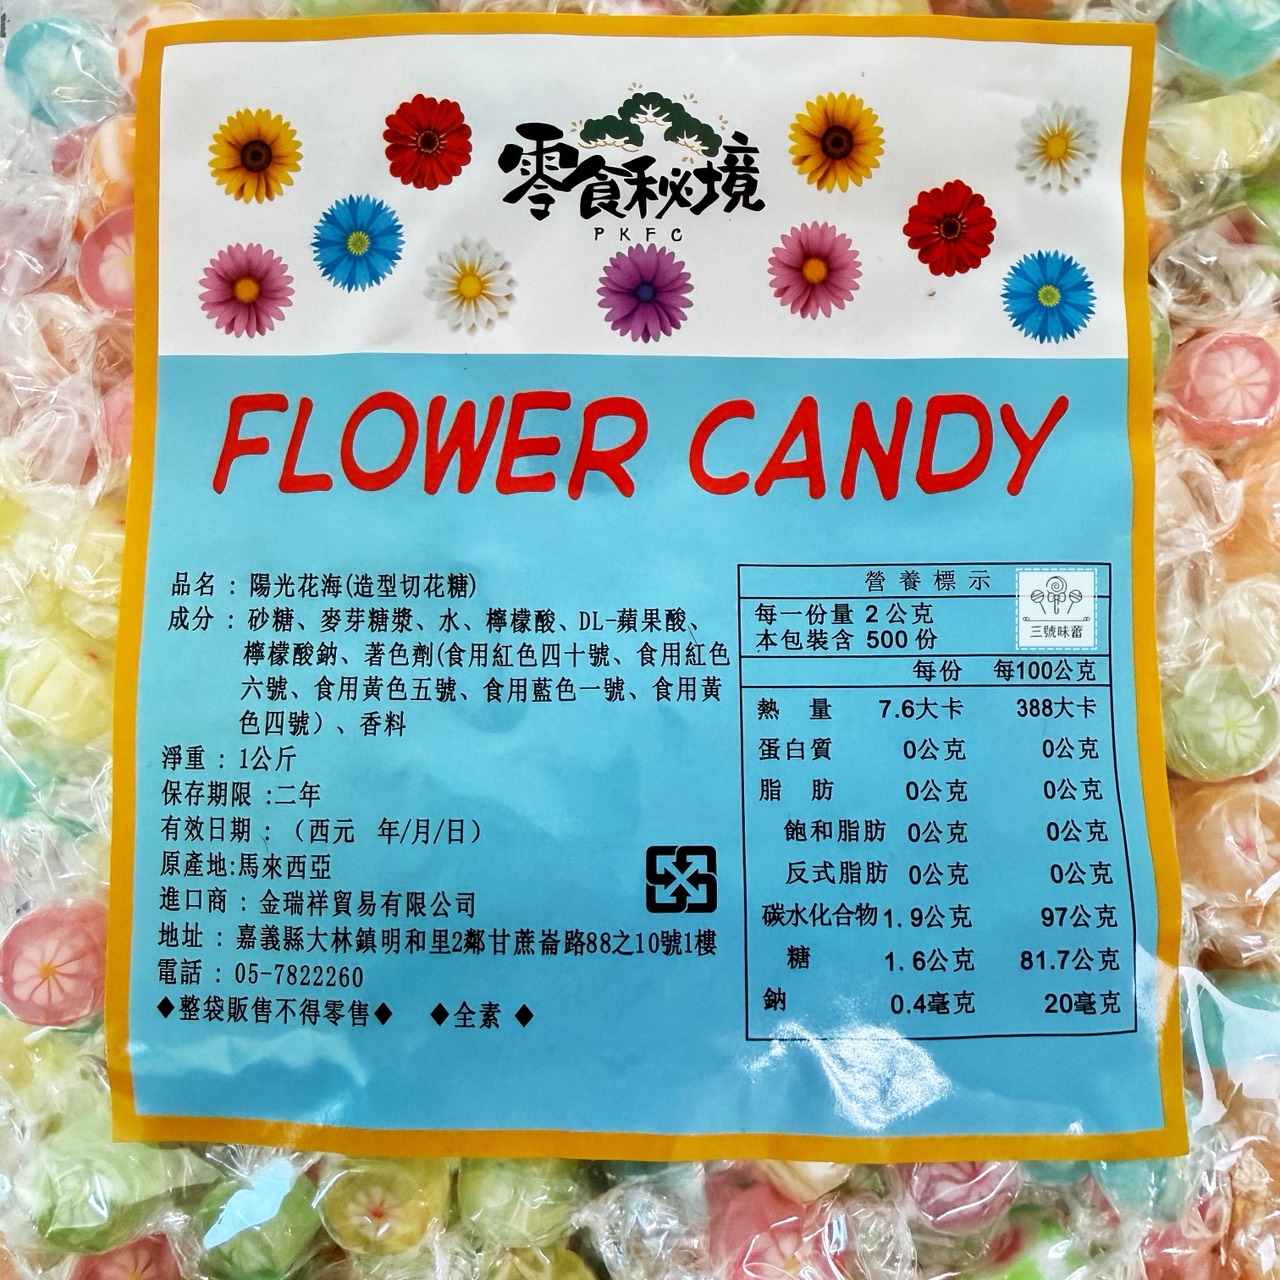 零食秘境
PKFC
FLOWER CANDY
品名：陽光花海(造型切花糖)
成分：砂糖、麥芽糖漿、水、檸檬酸、DL-蘋果酸、
檸檬酸鈉、著色劑(食用紅色四十號、食用紅色
六號、食用黃色五號、食用藍色一號、食用黃
色四號）、香料
淨重：1公斤
保存期限:二年
有效日期：（西元 年/月/日）
原產地:馬來西亞
進口商：金瑞祥貿易有限公司
地址：嘉義縣大林鎮明和里2鄰甘蔗崙路88之10號1樓
電話：05-7822260
◆整袋販售不得零售◆ ◆全素◆
營養標示
三號味蕾
每一份量 2公克
本包裝含 500份
每份 每100公克
熱量 7.6大卡 388大卡
蛋白質 0公克 0公克
脂肪 0公克 0公克
飽和脂肪 0公克 0公克
反式脂肪 0公克 0公克
碳水化合物 1.9公克 97公克
糖 1.6公克 81.7公克
鈉 0.4毫克 20毫克